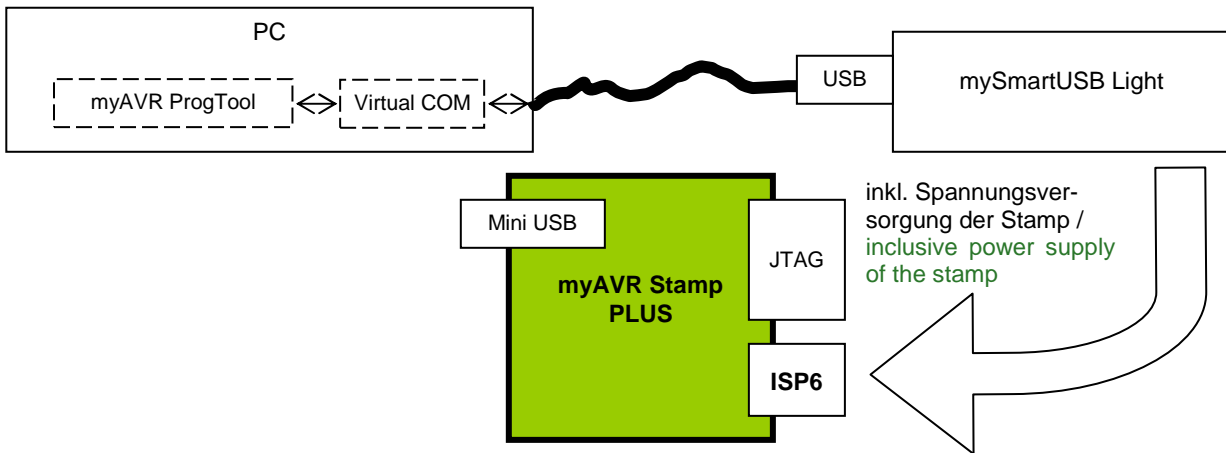 PC
myAVR ProgTool
Virtual COM
USB
mySmartUSB Light
Mini USB
myAVR Stamp
PLUS
JTAG
ISP6
inkl. Spannungsver-
sorgung der Stamp /
inclusive power supply
of the stamp